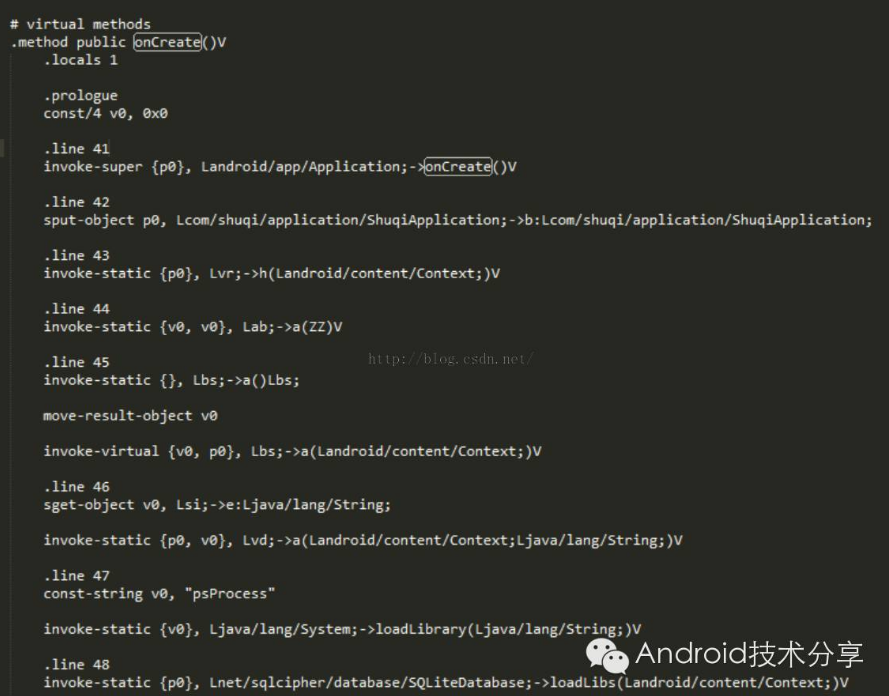 # virtual methods
.method public onCreate()V
.locals 1
.prologue
const/4 v0, 0x0
.line 41
invoke-super {p0}, Landroid/app/Application;->onCreate()V
.line 42
sput-object p0, Lcom/shuqi/application/ShuqiApplication;->b:Lcom/shuqi/application/ShuqiApplication;
.line 43
invoke-static {p0}, Lvr;->h(Landroid/content/Context;)V
.line 44
invoke-static {v0, v0}, Lab;->a(ZZ)V
.line 45
http://blog.csdn.net/
invoke-static {}, Lbs;->a()Lbs;
move-result-object v0
invoke-virtual {v0, p0}, Lbs;->a(Landroid/content/Context;)V
.line 46
sget-object v0, Lsi;->e:Ljava/lang/String;
invoke-static {p0, v0}, Lvd;->a(Landroid/content/Context;Ljava/lang/String;)V
.line 47
const-string v0, "psProcess"
invoke-static {v0}, Ljava/lang/System;->loadLibrary(Ljava/lang/String;)V
Android技术分享
.line 48
invoke-static {p0}, Lnet/sqlcipher/database/SQLiteDatabase;->loadLibs(Landroid/content/Context;)V